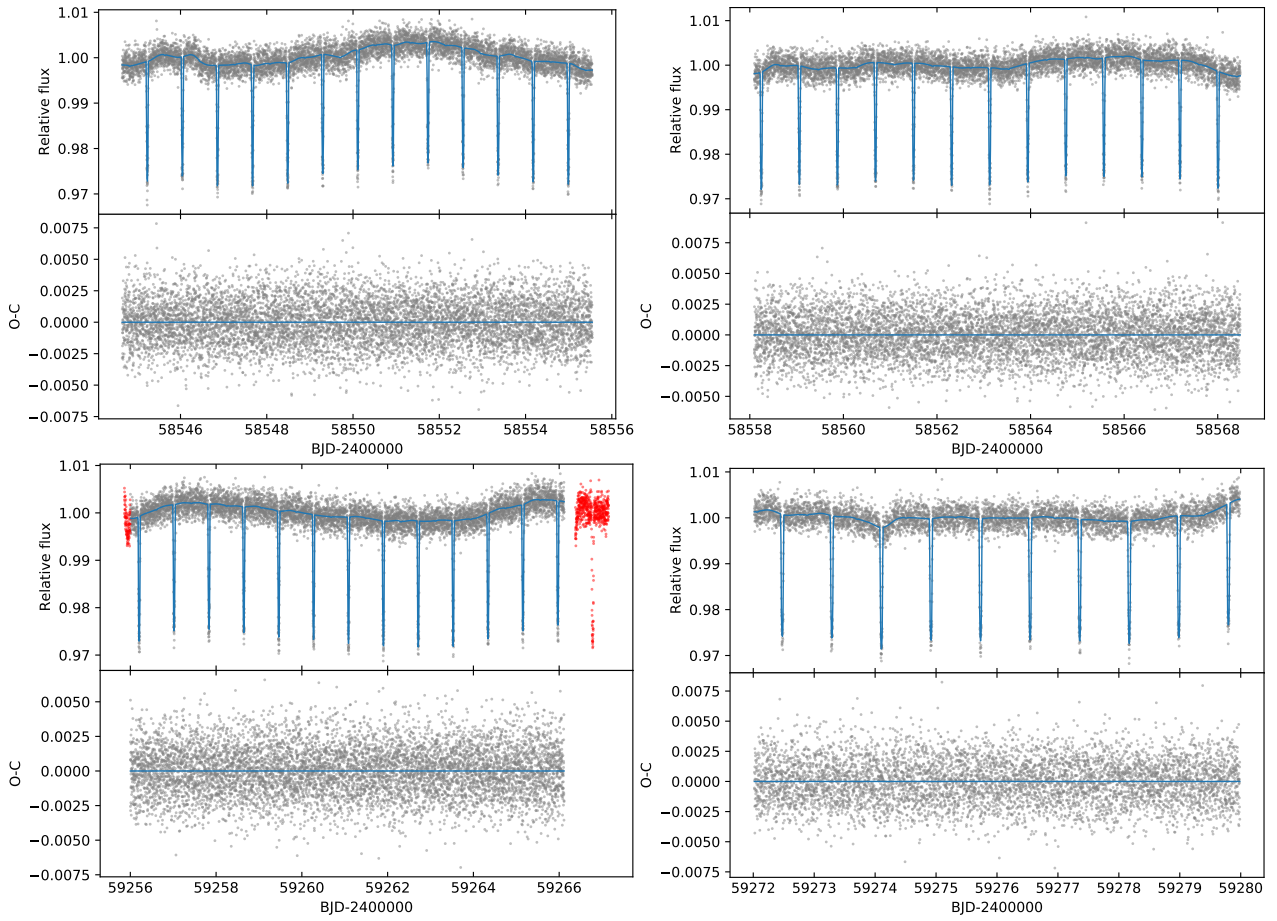 1.01
1.00
0.99
0.98
0.97
Relative flux
0.0075
0.0050
0.0025
0.0000
−0.0025
−0.0050
−0.0075
O-C
58546 58548 58550 58552 58554 58556
BJD-2400000
1.01
1.00
0.99
0.98
0.97
Relative flux
0.0075
0.0050
0.0025
0.0000
−0.0025
−0.0050
O-C
58558 58560 58562 58564 58566 58568
BJD-2400000
1.01
1.00
0.99
0.98
0.97
Relative flux
0.0050
0.0025
0.0000
−0.0025
−0.0050
−0.0075
O-C
59256 59258 59260 59262 59264 59266
BJD-2400000
1.01
1.00
0.99
0.98
0.97
Relative flux
0.0075
0.0050
0.0025
0.0000
−0.0025
−0.0050
−0.0075
O-C
59272 59273 59274 59275 59276 59277 59278 59279 59280
BJD-2400000